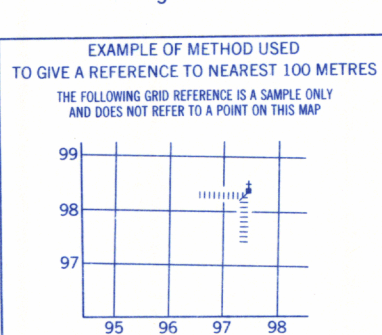 EXAMPLE OF METHOD USED
TO GIVE A REFERENCE TO NEAREST 100 METRES
THE FOLLOWING GRID REFERENCE IS A SAMPLE ONLY
AND DOES NOT REFER TO A POINT ON THIS MAP
99
98
97
95 96 97 98